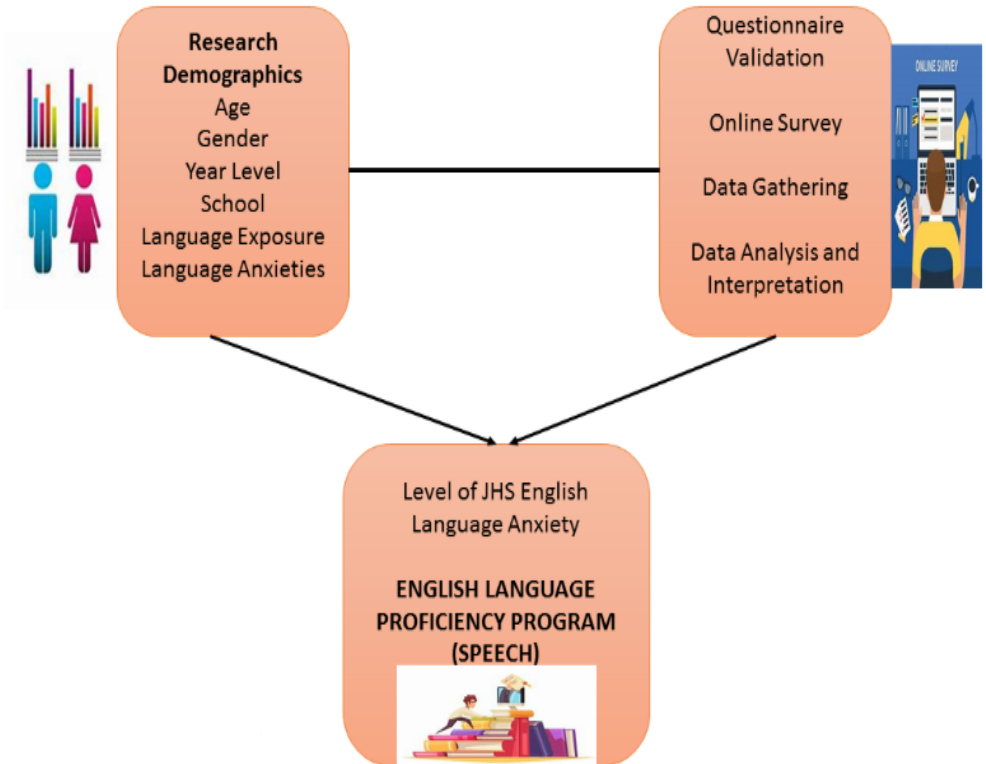 Research
Demographics
Age
Gender
Year Level
School
Language Exposure
Language Anxieties
Questionnaire
Validation
Online Survey
Data Gathering
Data Analysis and
Interpretation
ONLINE SURVEY
Level of JHS English
Language Anxiety
ENGLISH LANGUAGE
PROFICIENCY PROGRAM
(SPEECH)